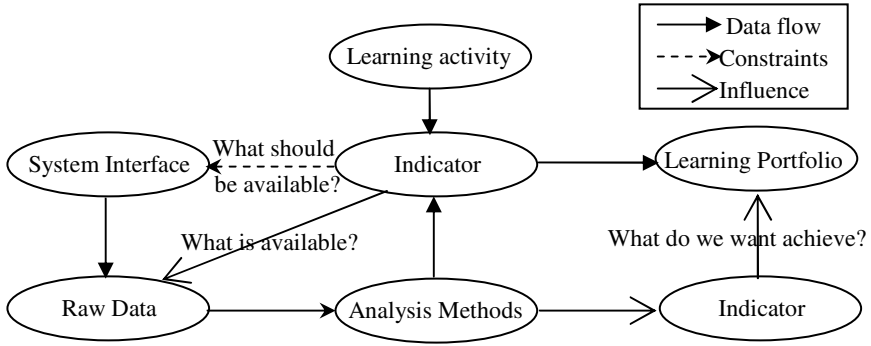 Learning activity
Data flow
Constraints
Influence
System Interface
What should
be available?
Indicator
Learning Portfolio
What is available?
What do we want achieve?
Raw Data
Analysis Methods
Indicator